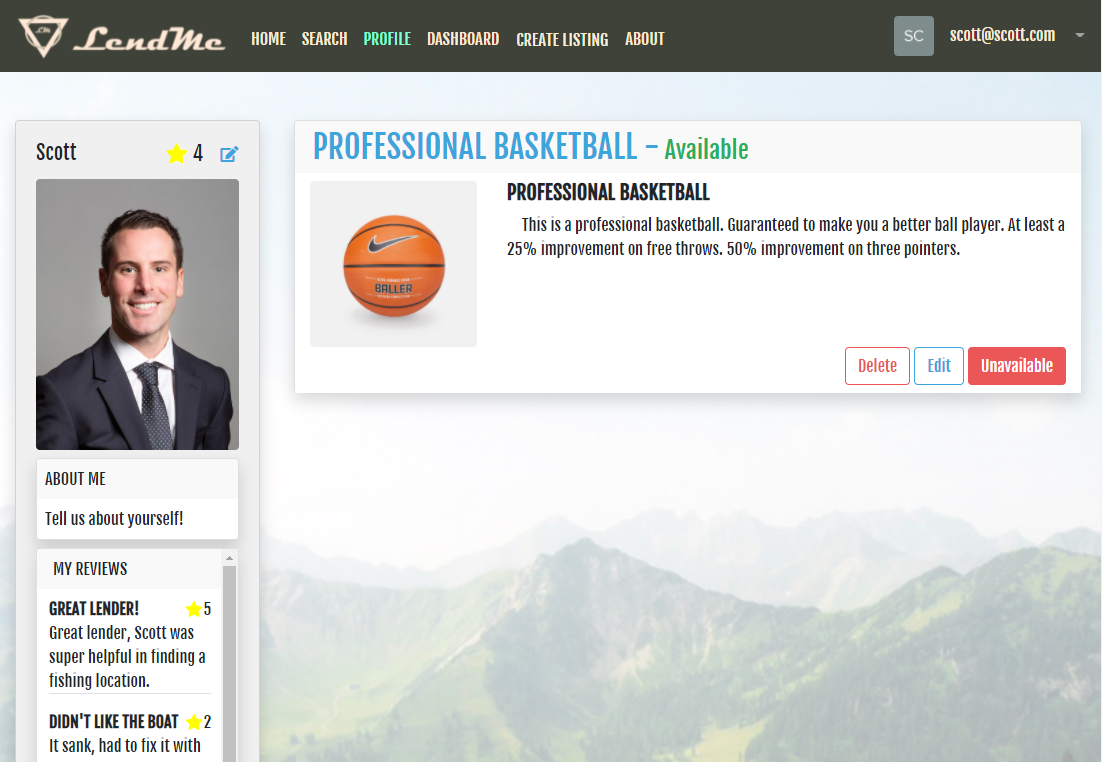 LM LendMe HOME SEARCH PROFILE DASHBOARD CREATE LISTING ABOUT SC scott@scott.com
Scott 4
ABOUT ME
Tell us about yourself!
MY REVIEWS
GREAT LENDER! 5
Great lender, Scott was
super helpful in finding a
fishing location.
DIDN'T LIKE THE BOAT 2
It sank, had to fix it with
PROFESSIONAL BASKETBALL - Available
BALLER
PROFESSIONAL BASKETBALL
This is a professional basketball. Guaranteed to make you a better ball player. At least a
25% improvement on free throws. 50% improvement on three pointers.
Delete Edit Unavailable